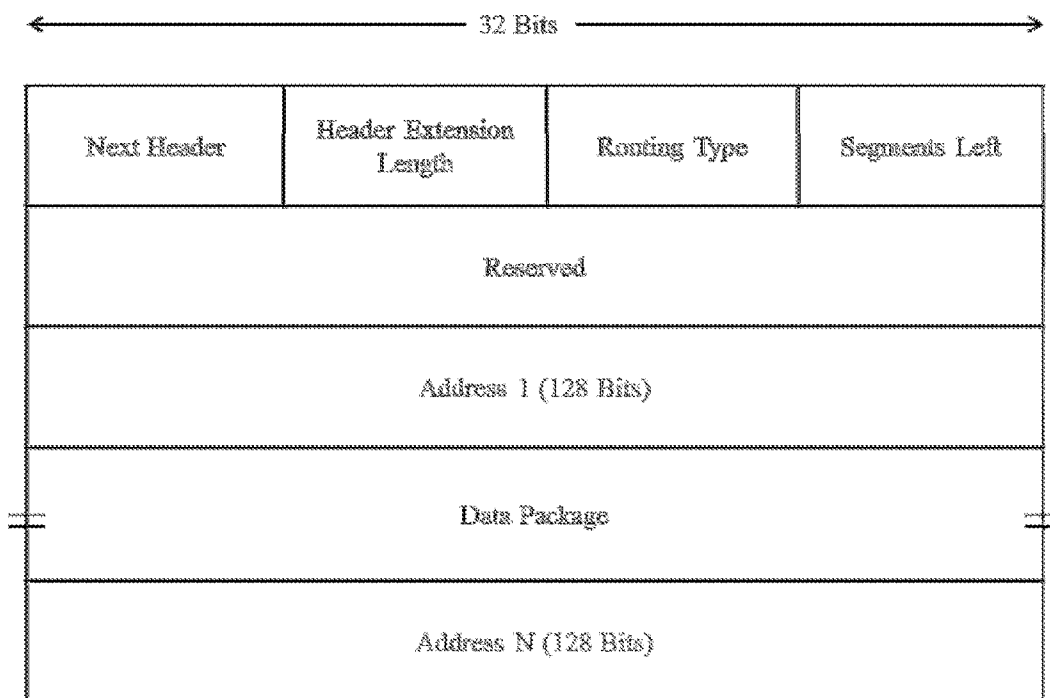 32 Bits
Next Header
Header Extension
Length
Routing Type
Segments Left
Reserved
Address 1 (128 Bits)
Data Package
Address N (128 Bits)